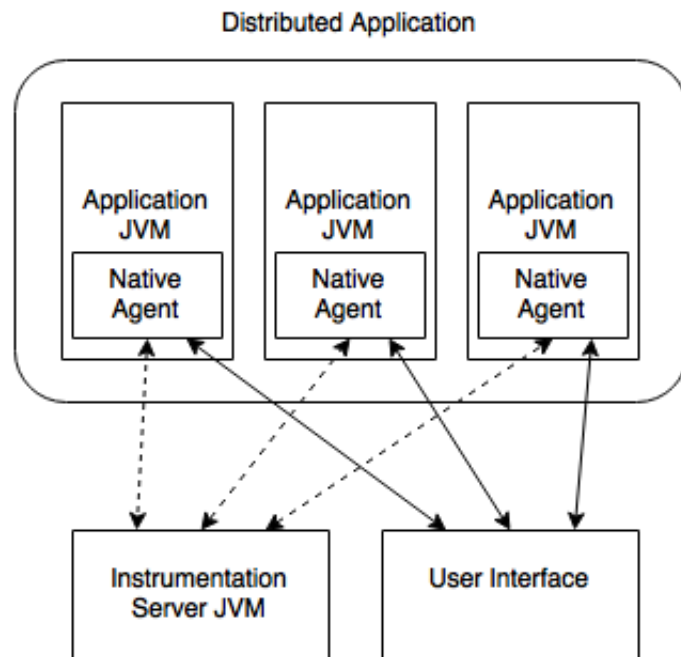 Distributed Application
Application
JVM
Native
Agent
Application
JVM
Native
Agent
Application
JVM
Native
Agent
Instrumentation
Server JVM
User Interface